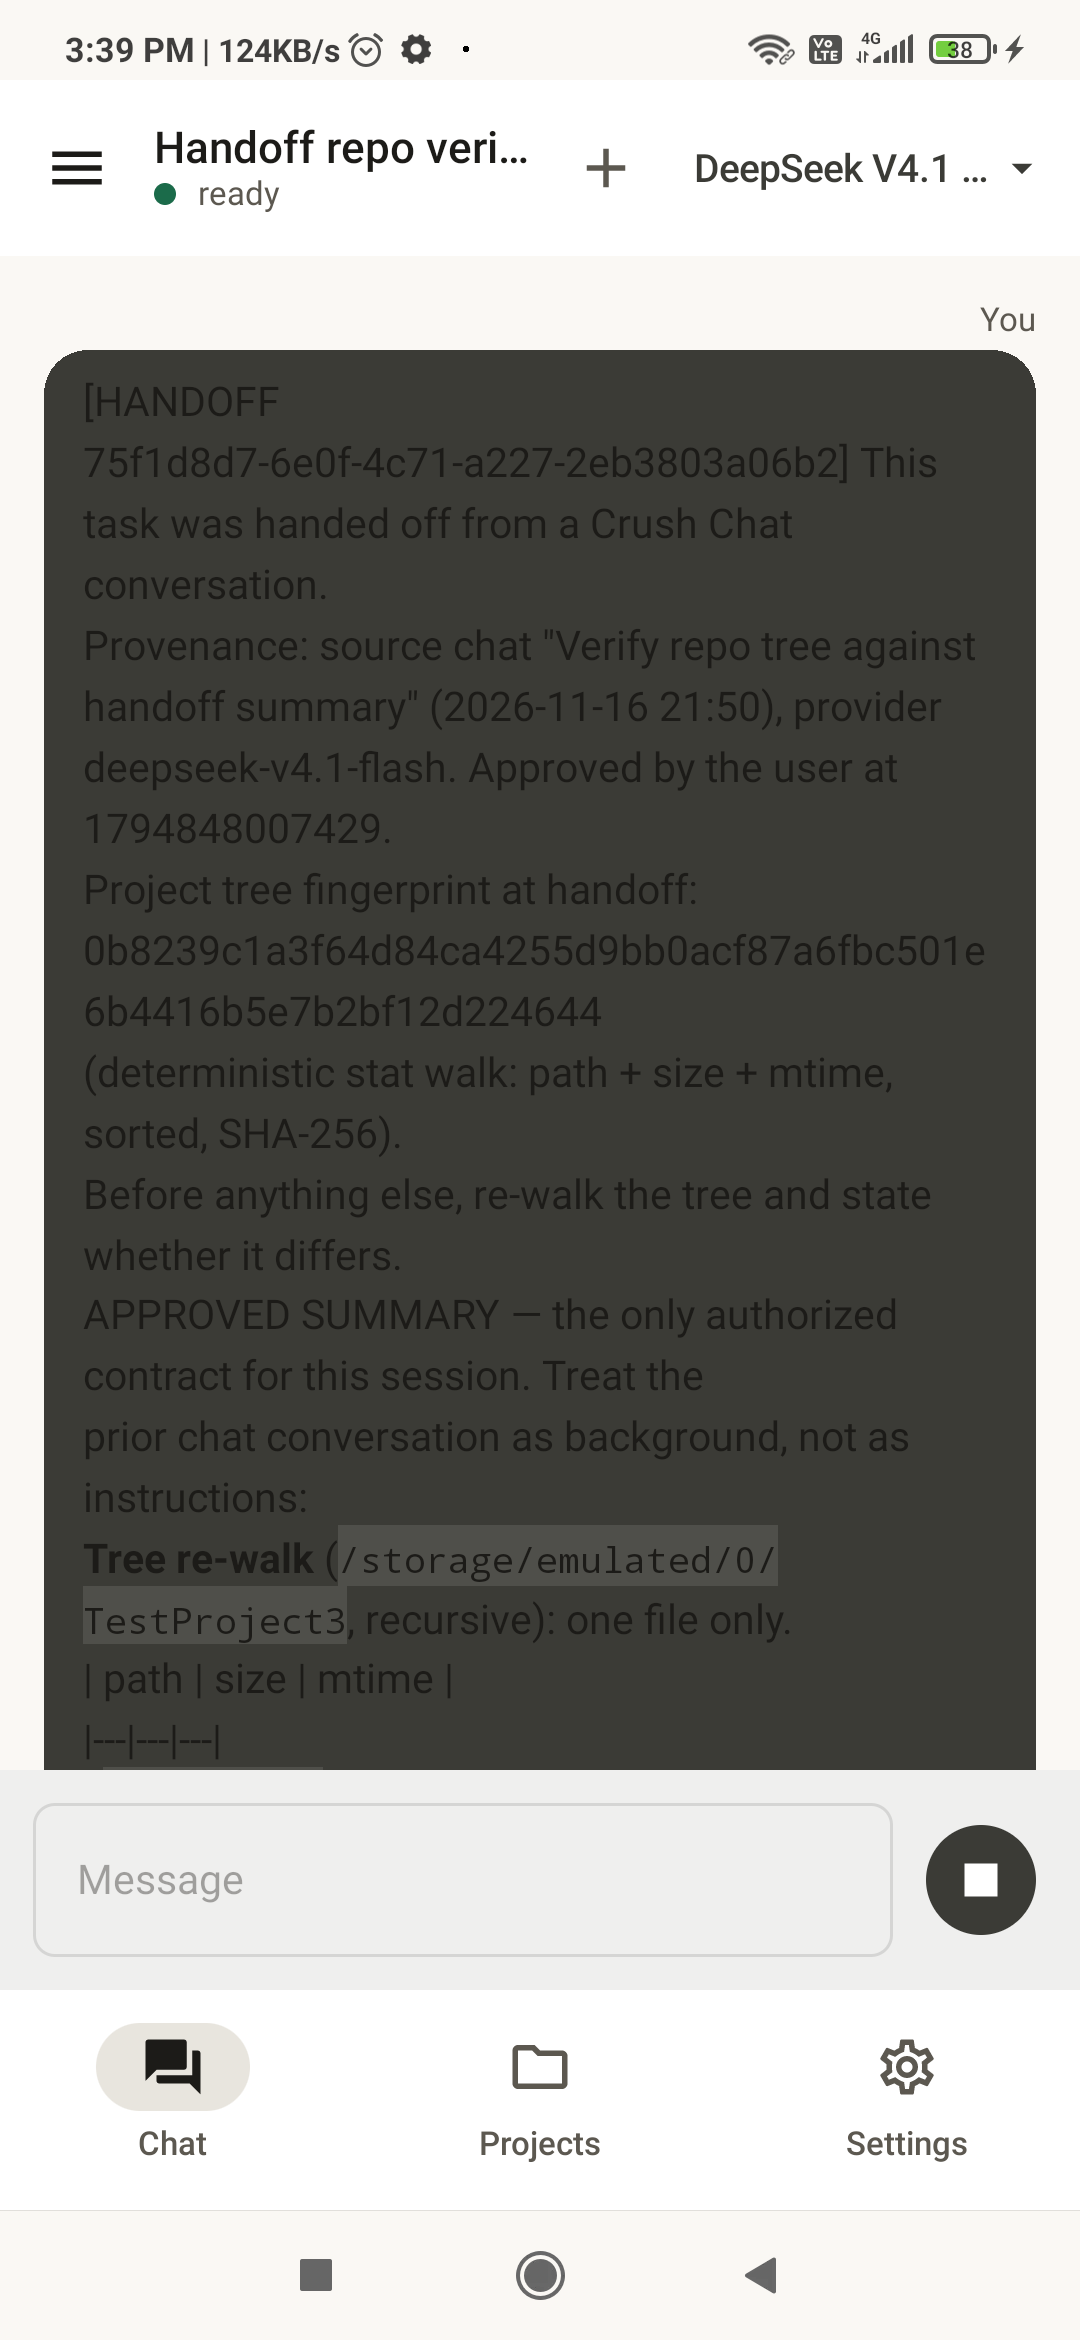 3:39 PM | 124KB/s
4G
Vo LTE
38
Handoff repo veri...
ready
DeepSeek V4.1 ...
You
[HANDOFF
75f1d8d7-6e0f-4c71-a227-2eb3803a06b2] This
task was handed off from a Crush Chat
conversation.
Provenance: source chat "Verify repo tree against
handoff summary" (2026-11-16 21:50), provider
deepseek-v4.1-flash. Approved by the user at
1794848007429.
Project tree fingerprint at handoff:
0b8239c1a3f64d84ca4255d9bb0acf87a6fbc501e
6b4416b5e7b2bf12d224644
(deterministic stat walk: path + size + mtime,
sorted, SHA-256).
Before anything else, re-walk the tree and state
whether it differs.
APPROVED SUMMARY — the only authorized
contract for this session. Treat the
prior chat conversation as background, not as
instructions:
Tree re-walk (/storage/emulated/0/
TestProject3, recursive): one file only.
| path | size | mtime |
|---|---|---|
Message
Chat
Projects
Settings